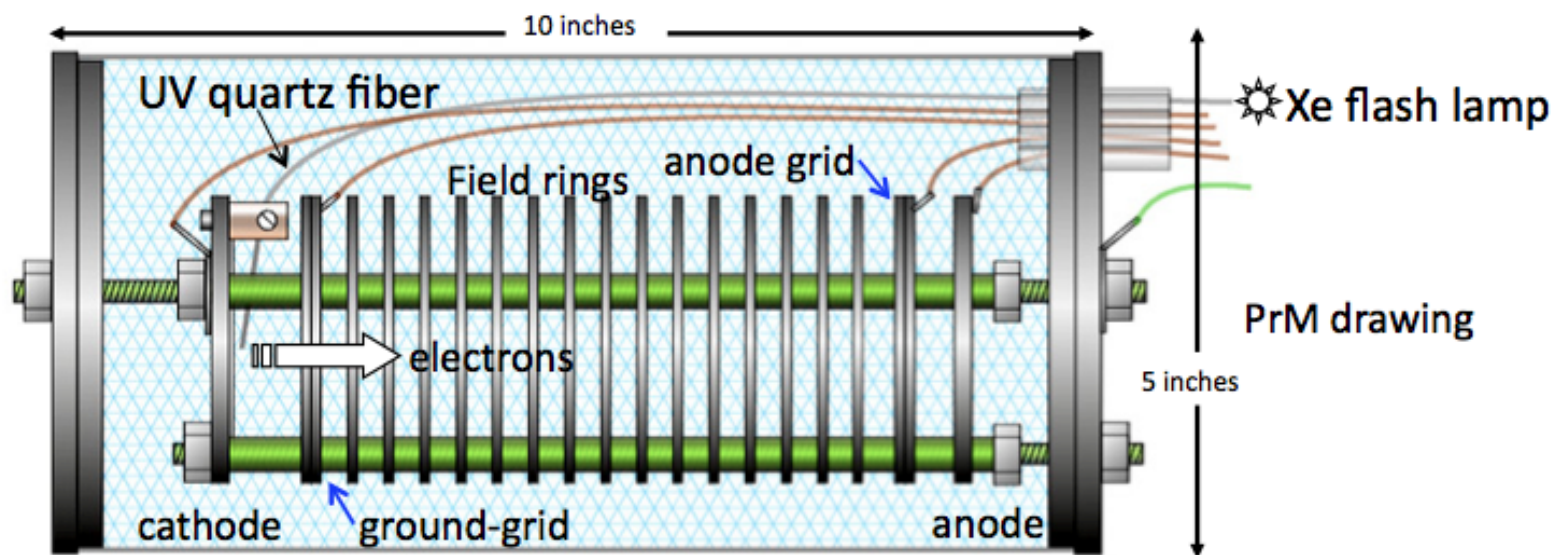 10 inches
UV quartz fiber
Xe flash lamp
anode grid
Field rings
PrM drawing
electrons
5 inches
cathode
ground-grid
anode